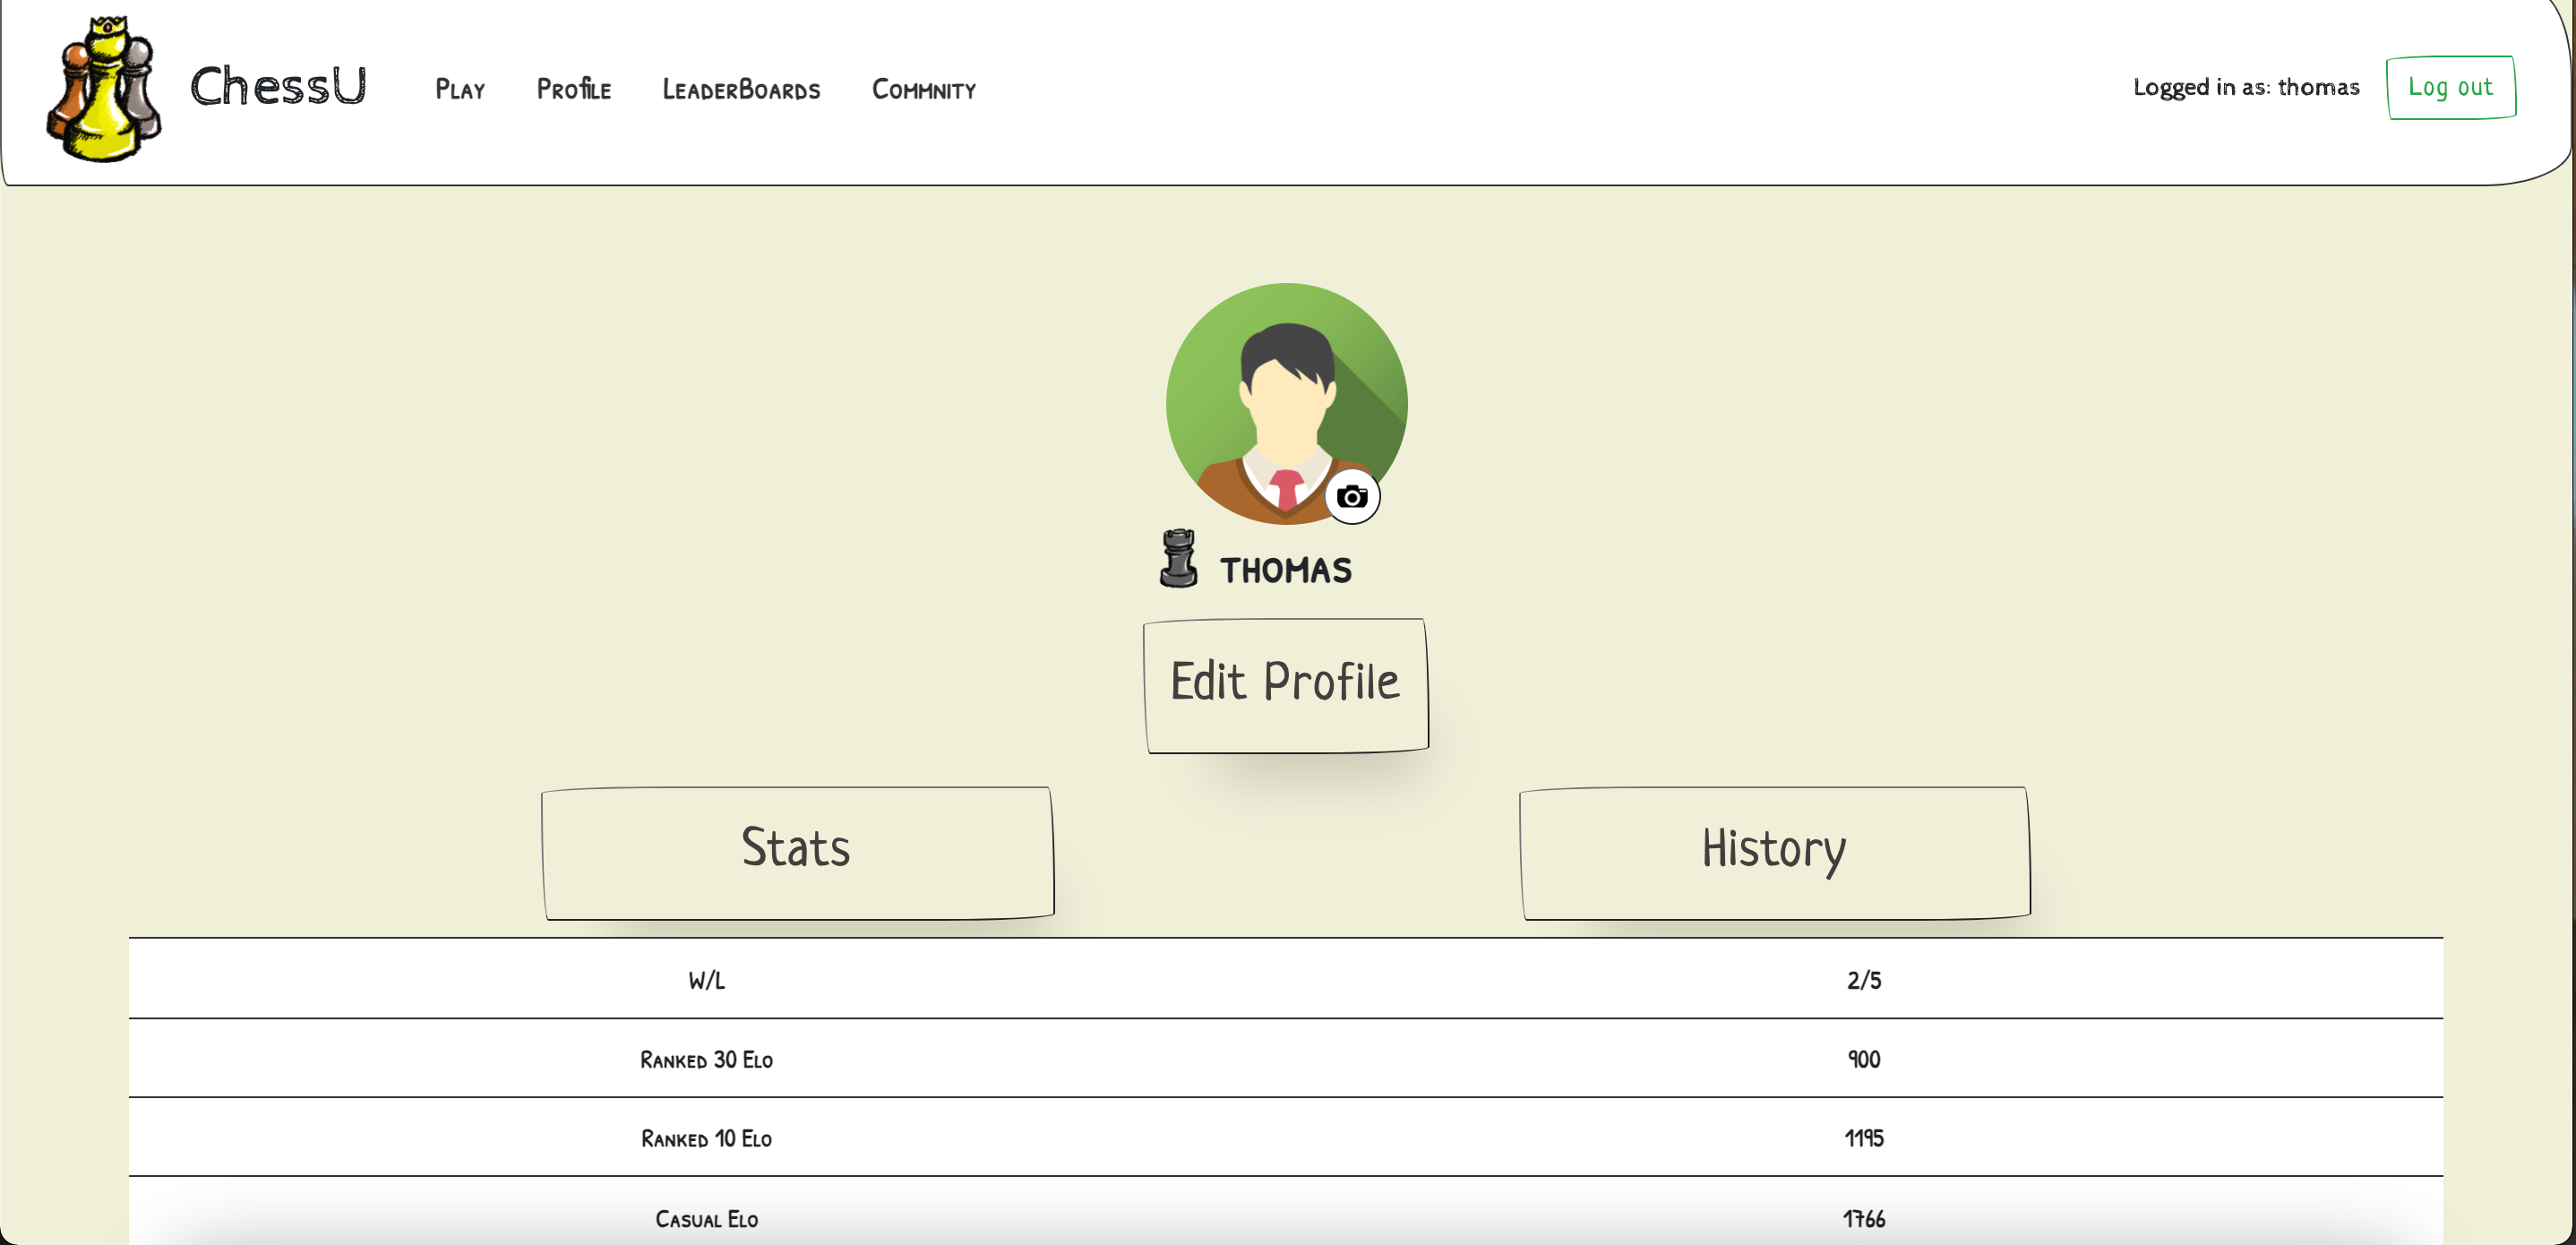 ChessU Play Profile LeaderBoards Commnity Logged in as: thomas Log out
THOMAS
Edit Profile
Stats History
W/L 2/5
Ranked 30 Elo 900
Ranked 10 Elo 1195
Casual Elo 1766